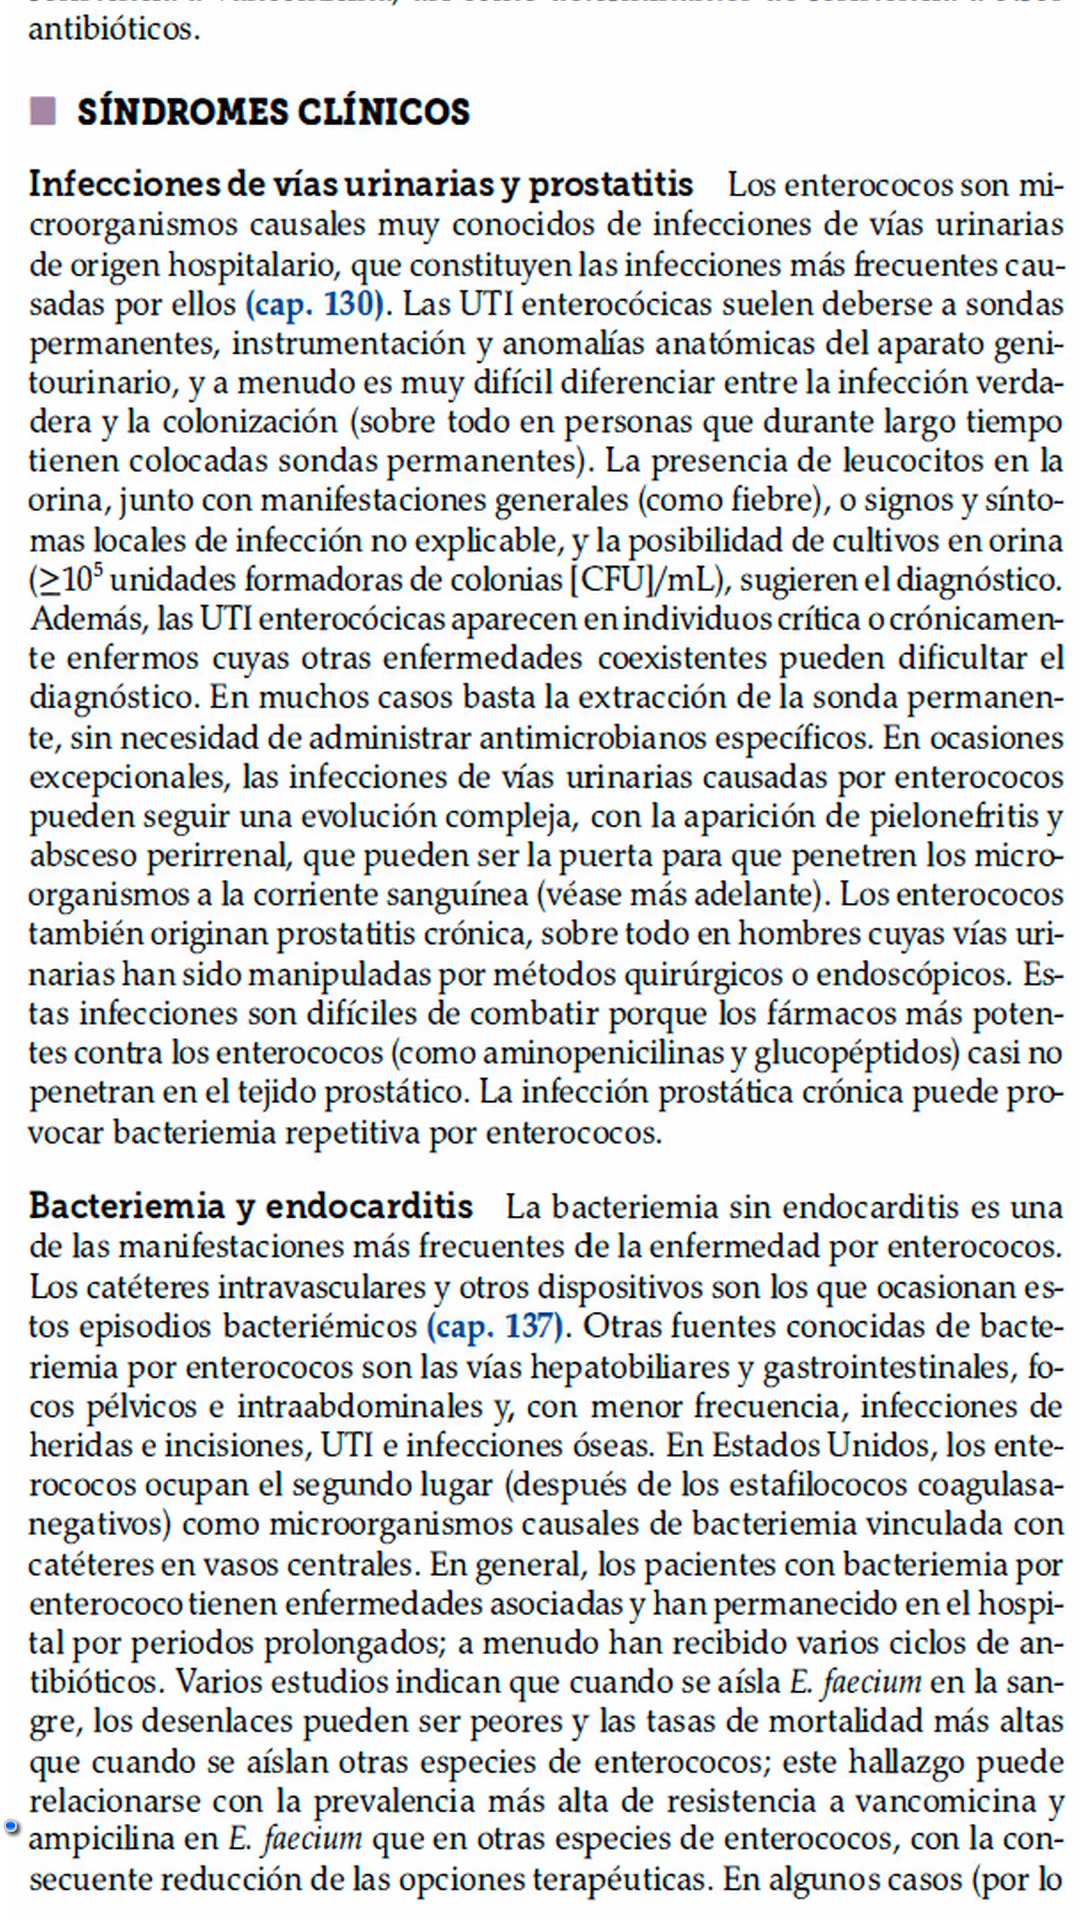 antibióticos.
SÍNDROMES CLÍNICOS
Infecciones de vías urinarias y prostatitis Los enterococos son mi-
croorganismos causales muy conocidos de infecciones de vías urinarias
de origen hospitalario, que constituyen las infecciones más frecuentes cau-
sadas por ellos (cap. 130). Las UTI enterocócicas suelen deberse a sondas
permanentes, instrumentación y anomalías anatómicas del aparato geni-
tourinario, y a menudo es muy difícil diferenciar entre la infección verda-
dera y la colonización (sobre todo en personas que durante largo tiempo
tienen colocadas sondas permanentes). La presencia de leucocitos en la
orina, junto con manifestaciones generales (como fiebre), o signos y sínto-
mas locales de infección no explicable, y la posibilidad de cultivos en orina
(≥10⁵ unidades formadoras de colonias [CFU]/mL), sugieren el diagnóstico.
Además, las UTI enterocócicas aparecen en individuos crítica o crónicamen-
te enfermos cuyas otras enfermedades coexistentes pueden dificultar el
diagnóstico. En muchos casos basta la extracción de la sonda permanen-
te, sin necesidad de administrar antimicrobianos específicos. En ocasiones
excepcionales, las infecciones de vías urinarias causadas por enterococos
pueden seguir una evolución compleja, con la aparición de pielonefritis y
absceso perirrenal, que pueden ser la puerta para que penetren los micro-
organismos a la corriente sanguínea (véase más adelante). Los enterococos
también originan prostatitis crónica, sobre todo en hombres cuyas vías uri-
narias han sido manipuladas por métodos quirúrgicos o endoscópicos. Es-
tas infecciones son difíciles de combatir porque los fármacos más poten-
tes contra los enterococos (como aminopenicilinas y glucopéptidos) casi no
penetran en el tejido prostático. La infección prostática crónica puede pro-
vocar bacteriemia repetitiva por enterococos.
Bacteriemia y endocarditis La bacteriemia sin endocarditis es una
de las manifestaciones más frecuentes de la enfermedad por enterococos.
Los catéteres intravasculares y otros dispositivos son los que ocasionan es-
tos episodios bacteriémicos (cap. 137). Otras fuentes conocidas de bacte-
riemia por enterococos son las vías hepatobiliares y gastrointestinales, fo-
cos pélvicos e intraabdominales y, con menor frecuencia, infecciones de
heridas e incisiones, UTI e infecciones óseas. En Estados Unidos, los ente-
rococos ocupan el segundo lugar (después de los estafilococos coagulasa-
negativos) como microorganismos causales de bacteriemia vinculada con
catéteres en vasos centrales. En general, los pacientes con bacteriemia por
enterococo tienen enfermedades asociadas y han permanecido en el hospi-
tal por periodos prolongados; a menudo han recibido varios ciclos de an-
tibióticos. Varios estudios indican que cuando se aísla E. faecium en la san-
gre, los desenlaces pueden ser peores y las tasas de mortalidad más altas
que cuando se aíslan otras especies de enterococos; este hallazgo puede
relacionarse con la prevalencia más alta de resistencia a vancomicina y
ampicilina en E. faecium que en otras especies de enterococos, con la con-
secuente reducción de las opciones terapéuticas. En algunos casos (por lo